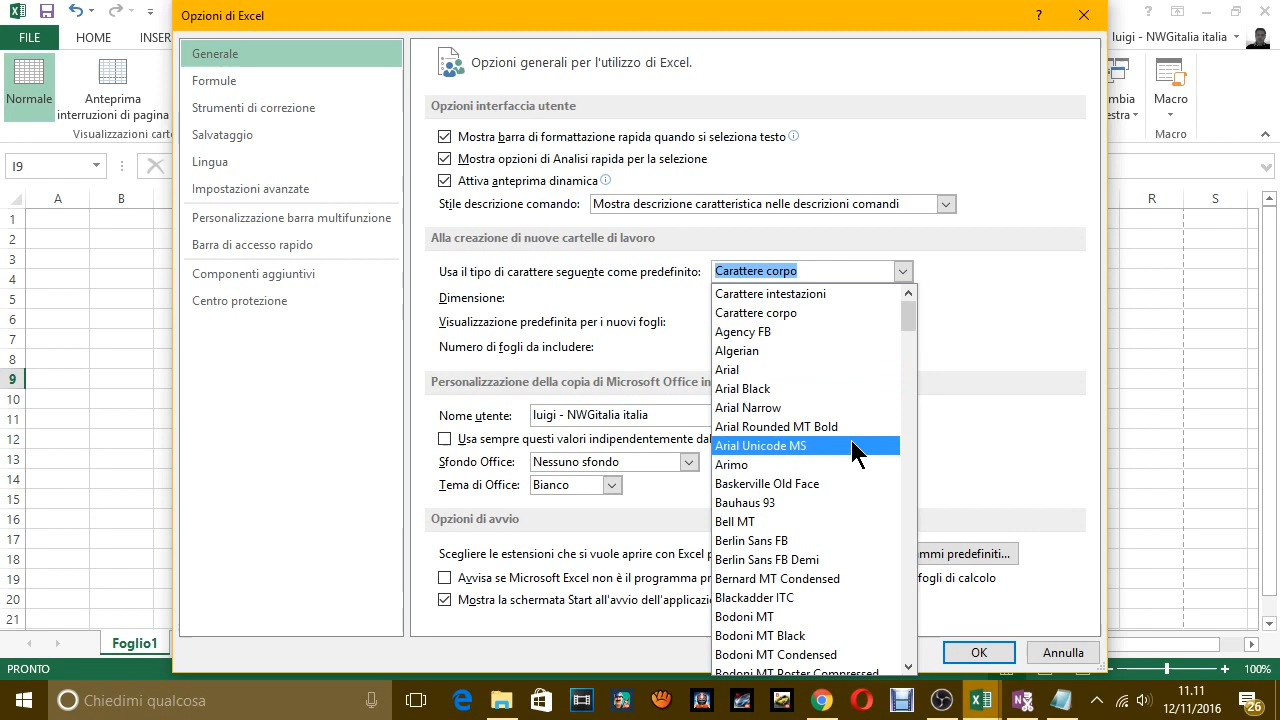 Opzioni di Excel
?
FILE
HOME
INSER
luigi - NWGitalia italia
Normale
Anteprima
interruzioni di pagina
Visualizzazioni carte
mbia
estra
Macro
Macro
I9
A B
R S
1
2
3
4
5
6
7
8
9
10
11
12
13
14
15
16
17
18
19
20
21
Generale
Formule
Strumenti di correzione
Salvataggio
Lingua
Impostazioni avanzate
Personalizzazione barra multifunzione
Barra di accesso rapido
Componenti aggiuntivi
Centro protezione
Opzioni generali per l'utilizzo di Excel.
Opzioni interfaccia utente
Mostra barra di formattazione rapida quando si seleziona testo
Mostra opzioni di Analisi rapida per la selezione
Attiva anteprima dinamica
Stile descrizione comando: Mostra descrizione caratteristica nelle descrizioni comandi
Alla creazione di nuove cartelle di lavoro
Usa il tipo di carattere seguente come predefinito: Carattere corpo
Dimensione:
Visualizzazione predefinita per i nuovi fogli:
Numero di fogli da includere:
Carattere intestazioni
Carattere corpo
Agency FB
Algerian
Arial
Arial Black
Arial Narrow
Arial Rounded MT Bold
Arial Unicode MS
Arimo
Baskerville Old Face
Bauhaus 93
Bell MT
Berlin Sans FB
Berlin Sans FB Demi
Bernard MT Condensed
Blackadder ITC
Bodoni MT
Bodoni MT Black
Bodoni MT Condensed
Bodoni MT Poster Compressed
Personalizzazione della copia di Microsoft Office in
Nome utente: luigi - NWGitalia italia
Usa sempre questi valori indipendentemente dal
Sfondo Office: Nessuno sfondo
Tema di Office: Bianco
Opzioni di avvio
Scegliere le estensioni che si vuole aprire con Excel p
mmi predefiniti...
Avvisa se Microsoft Excel non è il programma pr
fogli di calcolo
Mostra la schermata Start all'avvio dell'applicazio
OK
Annulla
Foglio1
PRONTO
100%
Chiedimi qualcosa
11.11
12/11/2016
26